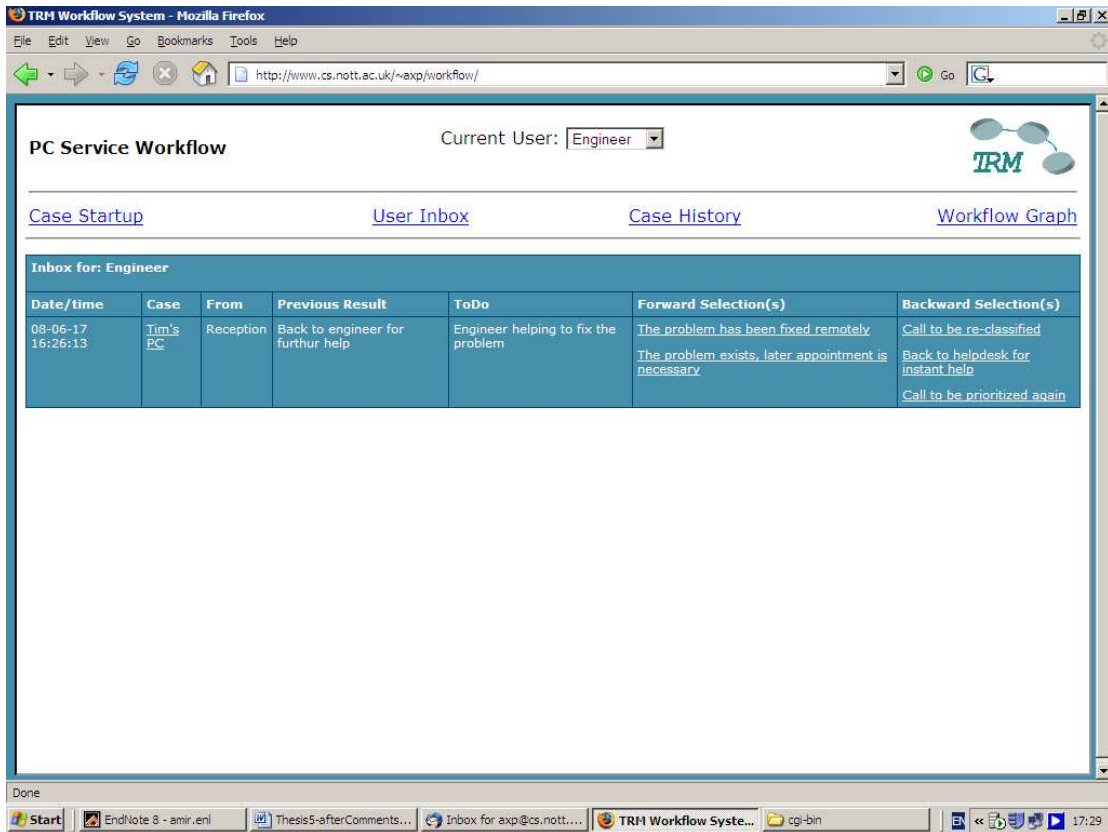 TRM Workflow System - Mozilla Firefox
File Edit View Go Bookmarks Tools Help
http://www.cs.nott.ac.uk/~axp/workflow/
Go
G
PC Service Workflow
Current User: Engineer
TRM
Case Startup
User Inbox
Case History
Workflow Graph
Inbox for: Engineer
Date/time Case From Previous Result ToDo Forward Selection(s) Backward Selection(s)
08-06-17
16:26:13
Tim's
PC
Reception
Back to engineer for
furthur help
Engineer helping to fix the
problem
The problem has been fixed remotely
The problem exists, later appointment is
necessary
Call to be re-classified
Back to helpdesk for
instant help
Call to be prioritized again
Done
Start
EndNote 8 - amir.enl
Thesis5-afterComments...
Inbox for axp@cs.nott....
TRM Workflow Syste...
cgi-bin
EN
17:29